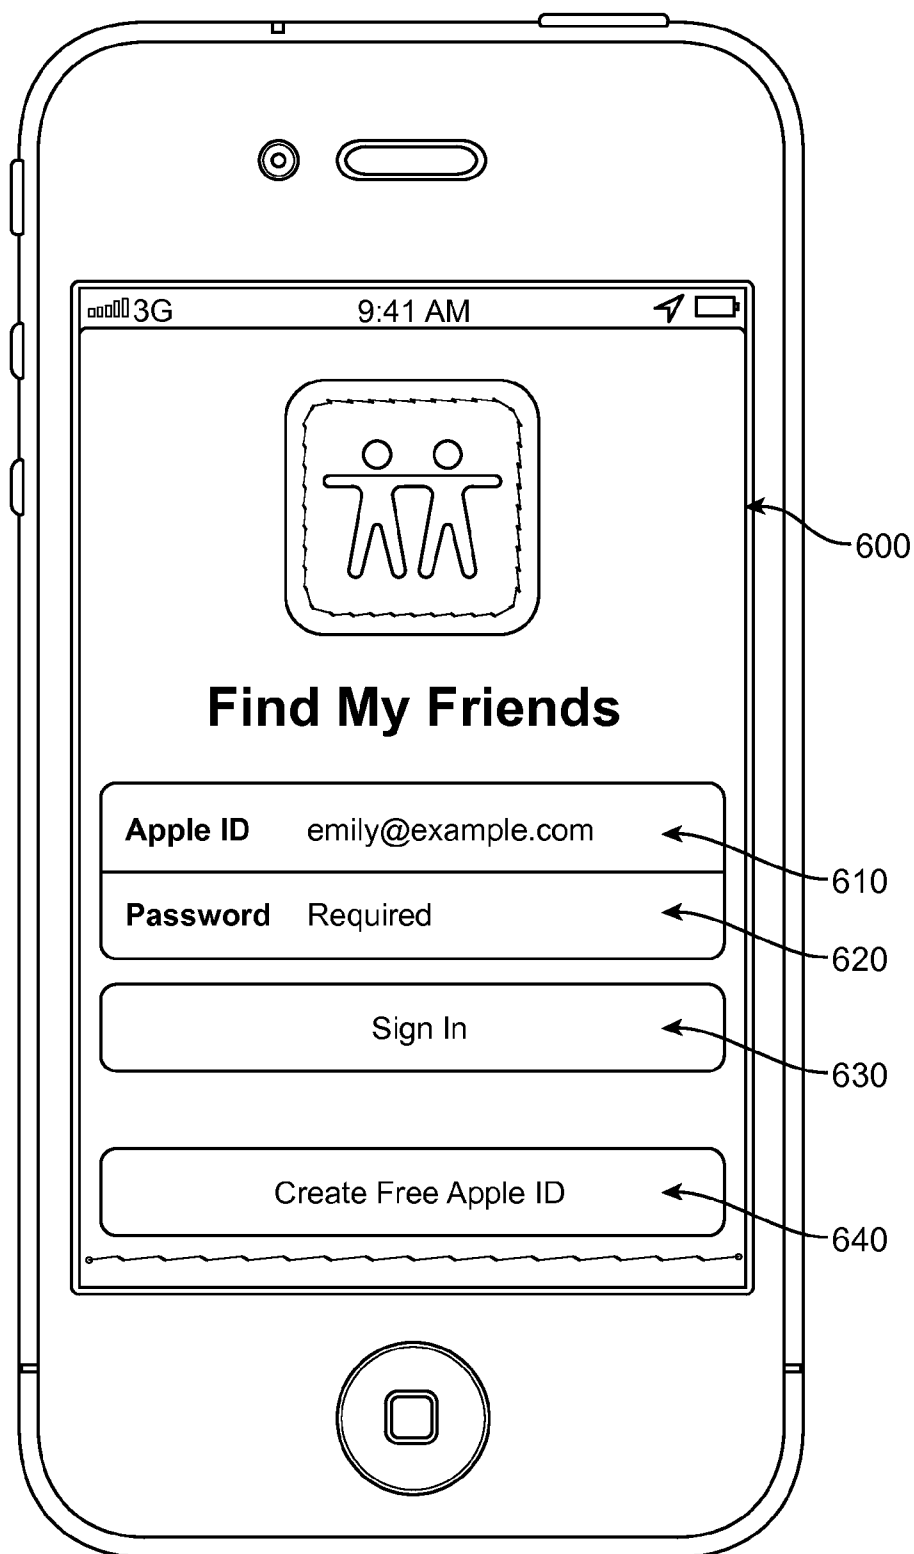 3G 9:41 AM
600
Find My Friends
Apple ID emily@example.com
610
Password Required
620
Sign In
630
Create Free Apple ID
640